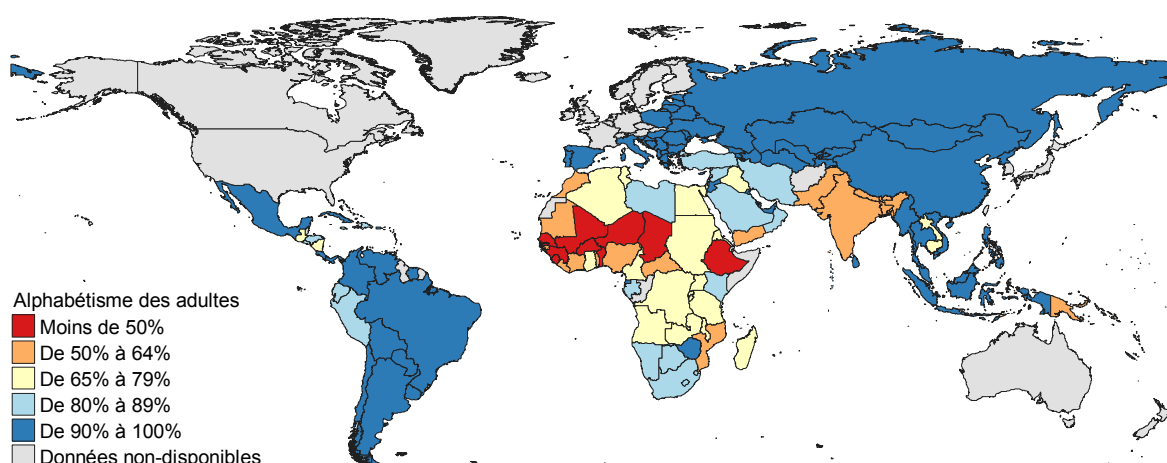 Alphabétisme des adultes
Moins de 50%
De 50% à 64%
De 65% à 79%
De 80% à 89%
De 90% à 100%
Données non-disponibles